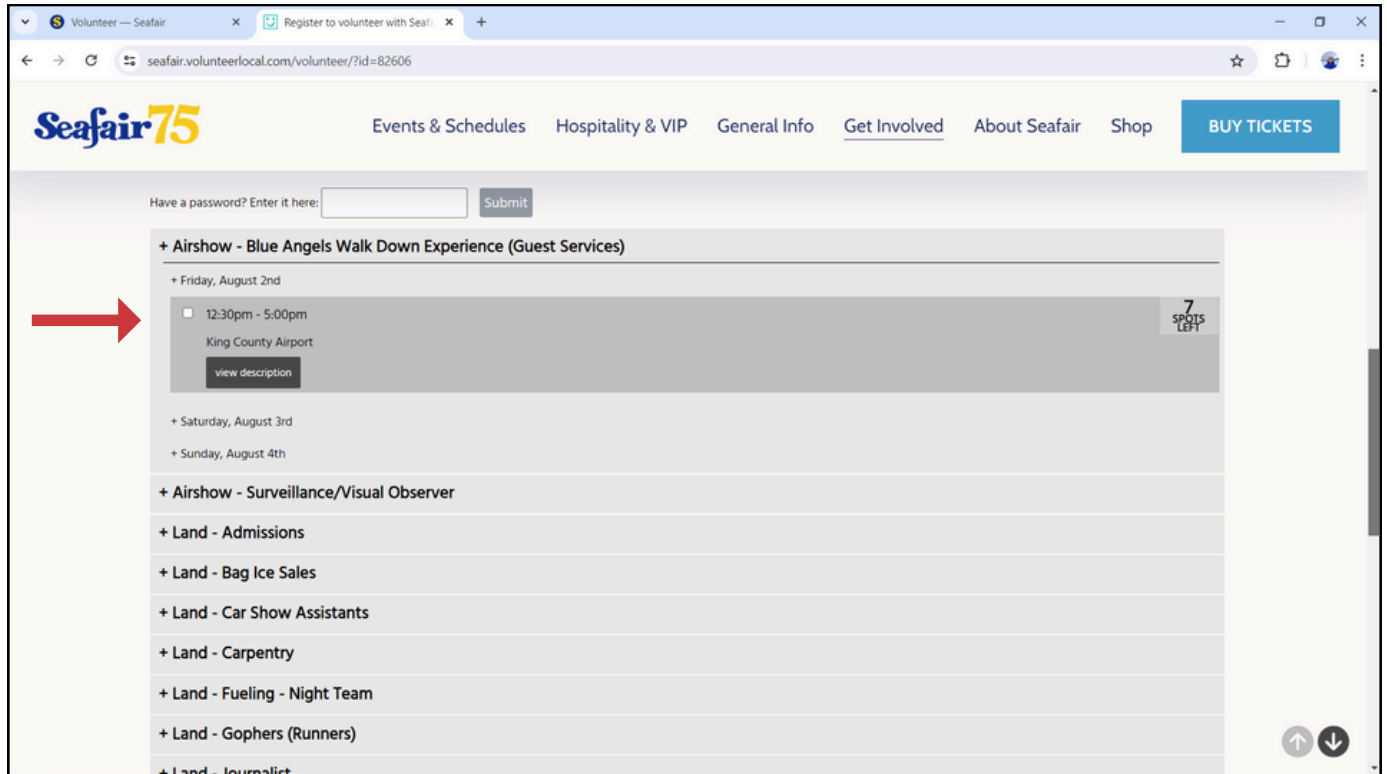 Volunteer — Seafair
Register to volunteer with Seaf
seafair.volunteerlocal.com/volunteer/?id=82606
Seafair75
Events & Schedules
Hospitality & VIP
General Info
Get Involved
About Seafair
Shop
BUY TICKETS
Have a password? Enter it here:
Submit
+ Airshow - Blue Angels Walk Down Experience (Guest Services)
+ Friday, August 2nd
12:30pm - 5:00pm
7
SPOTS
LEFT
King County Airport
view description
+ Saturday, August 3rd
+ Sunday, August 4th
+ Airshow - Surveillance/Visual Observer
+ Land - Admissions
+ Land - Bag Ice Sales
+ Land - Car Show Assistants
+ Land - Carpentry
+ Land - Fueling - Night Team
+ Land - Gophers (Runners)
+ Land - Journalist